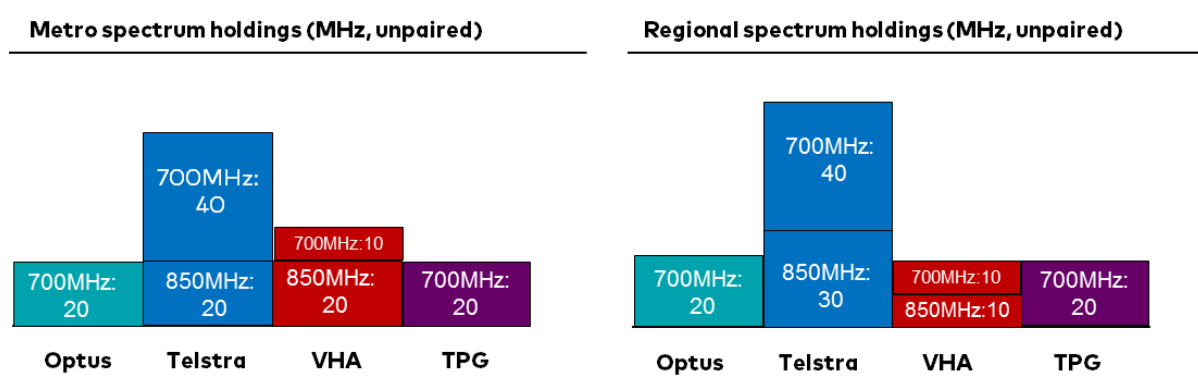 Metro spectrum holdings (MHz, unpaired)
700MHz:
40
700MHz:10
700MHz:
20
850MHz:
20
850MHz:
20
700MHz:
20
Optus Telstra VHA TPG
Regional spectrum holdings (MHz, unpaired)
700MHz:
40
700MHz:
20
850MHz:
30
700MHz:10
850MHz:10
700MHz:
20
Optus Telstra VHA TPG